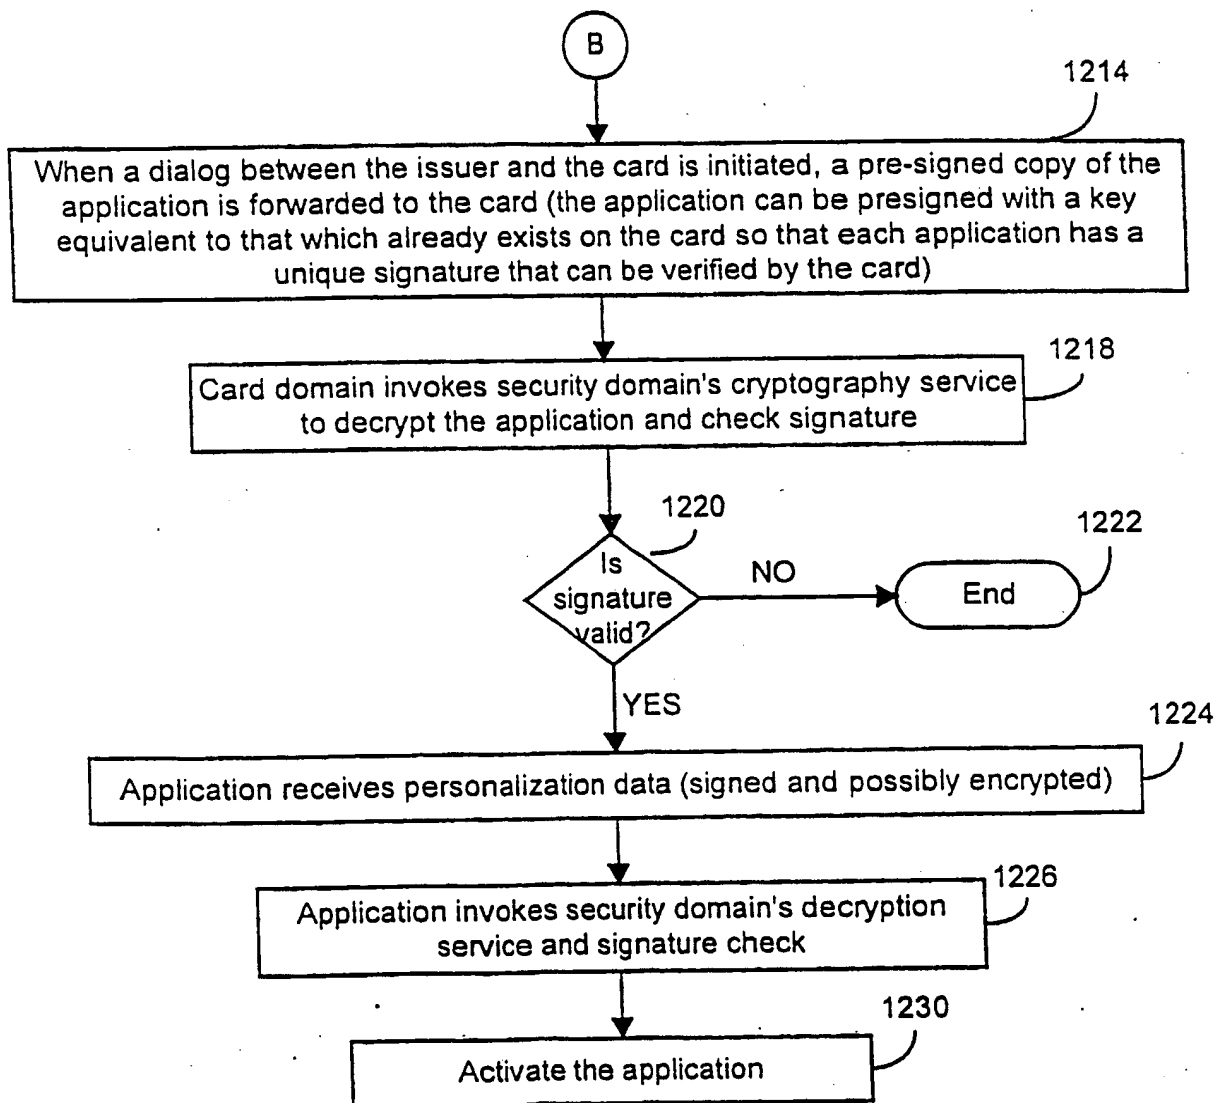 B
1214
When a dialog between the issuer and the card is initiated, a pre-signed copy of the
application is forwarded to the card (the application can be presigned with a key
equivalent to that which already exists on the card so that each application has a
unique signature that can be verified by the card)
1218
Card domain invokes security domain's cryptography service
to decrypt the application and check signature
1220
Is
signature
valid?
NO
1222
End
YES
1224
Application receives personalization data (signed and possibly encrypted)
1226
Application invokes security domain's decryption
service and signature check
1230
Activate the application